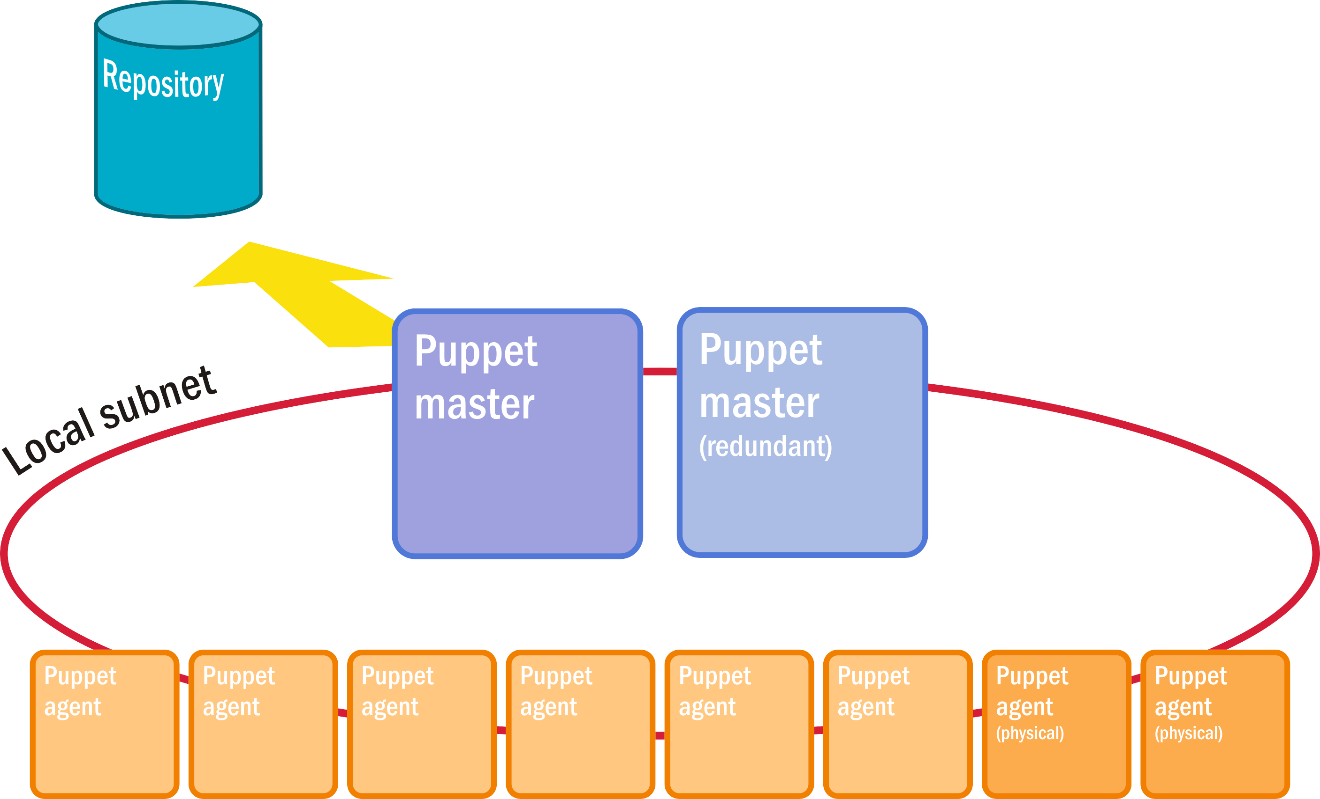 Repository
Local subnet
Puppet
master
Puppet
master
(redundant)
Puppet
agent
Puppet
agent
Puppet
agent
Puppet
agent
Puppet
agent
Puppet
agent
Puppet
agent
(physical)
Puppet
agent
(physical)